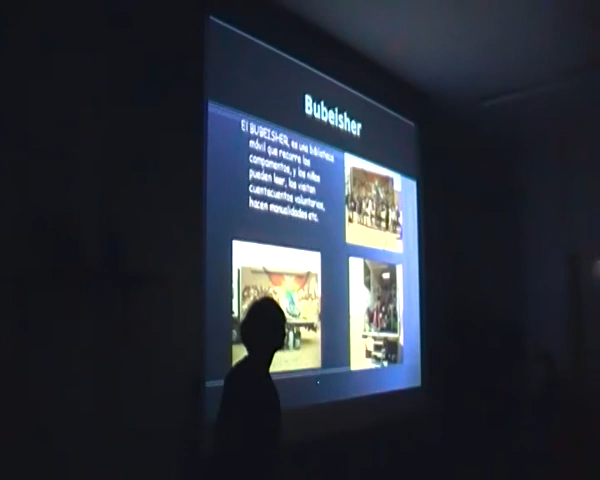 Bubeisher
El BUBEISHER, es una biblioteca
móvil que recorre los
campamentos, y los niños
pueden leer, los visitan
cuentacuentos voluntarios,
hacen manualidades etc.